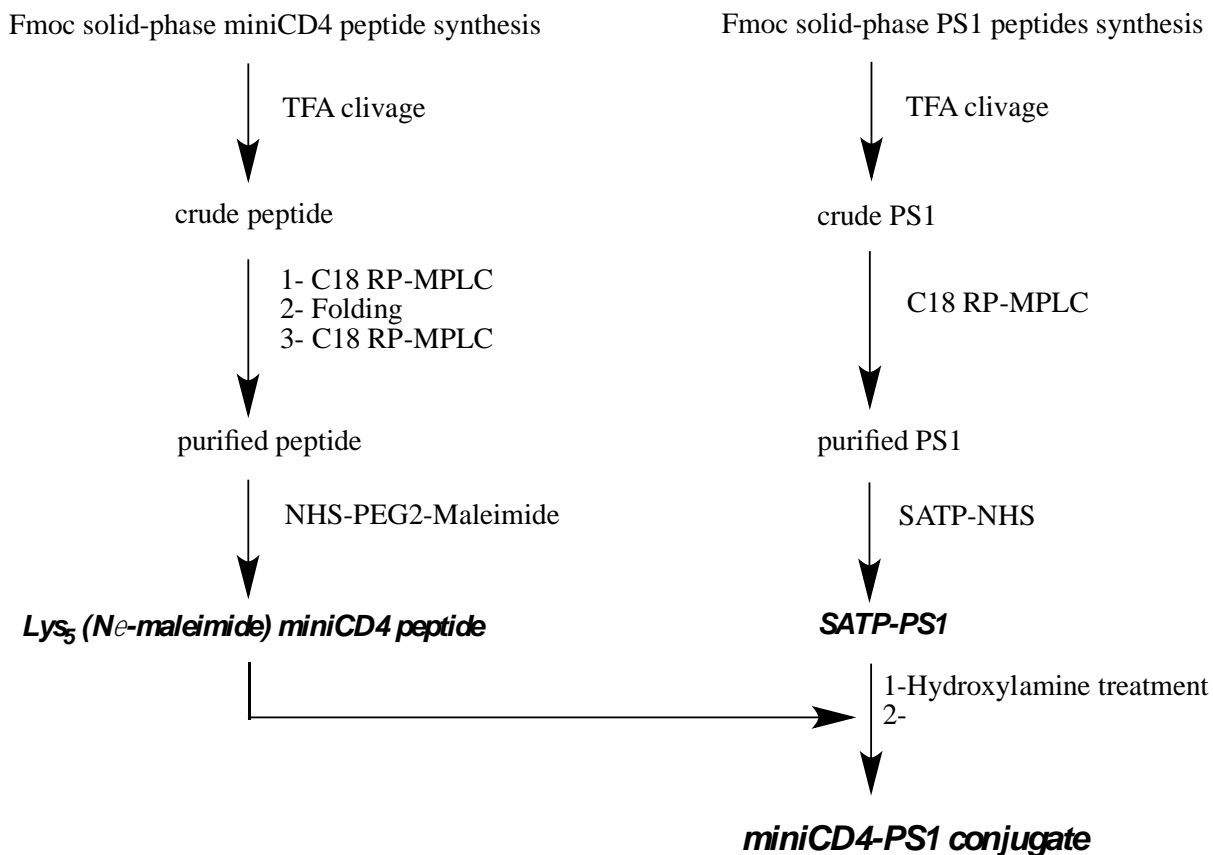 Fmoc solid-phase miniCD4 peptide synthesis
TFA clivage
crude peptide
1- C18 RP-MPLC
2- Folding
3- C18 RP-MPLC
purified peptide
NHS-PEG2-Maleimide
Lys5 (Ne-maleimide) miniCD4 peptide
Fmoc solid-phase PS1 peptides synthesis
TFA clivage
crude PS1
C18 RP-MPLC
purified PS1
SATP-NHS
SATP-PS1
1-Hydroxylamine treatment
2-
miniCD4-PS1 conjugate